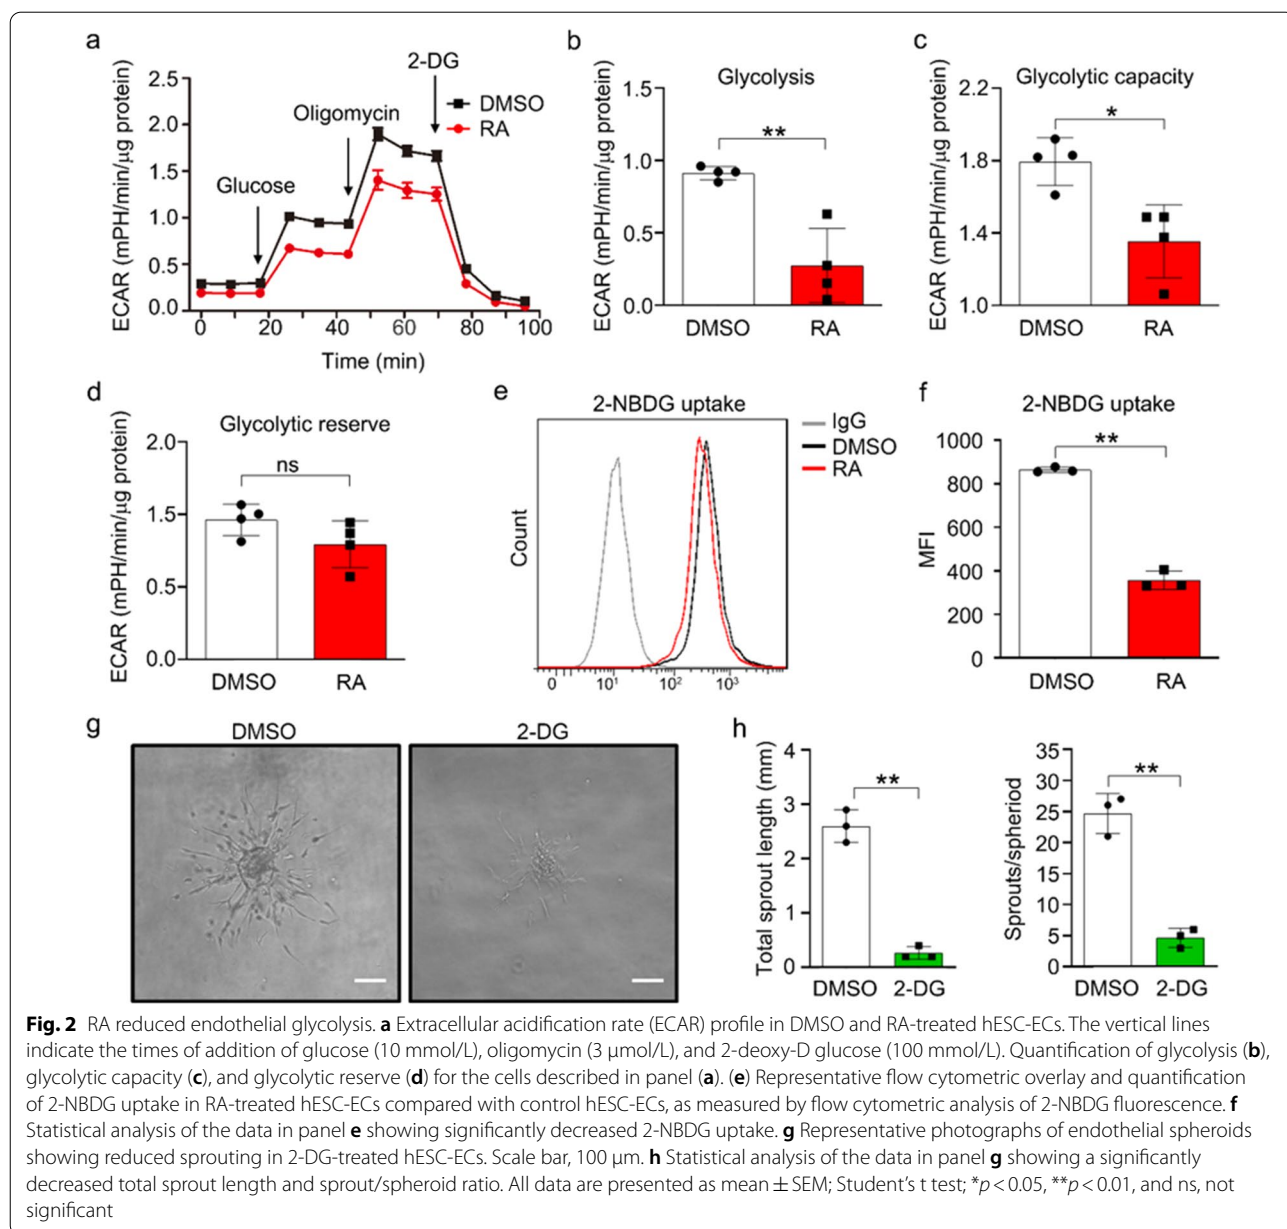 a
2-DG
ECAR (mPH/min/µg protein)
2.5
2.0
1.5
1.0
0.5
0.0
Glucose
Oligomycin
DMSO
RA
0
20
40
60
80
100
Time (min)
b
Glycolysis
ECAR (mPH/min/µg protein)
1.5
1.0
0.5
0.0
**
DMSO
RA
c
Glycolytic capacity
ECAR (mPH/min/µg protein)
2.2
1.8
1.4
1.0
*
DMSO
RA
d
Glycolytic reserve
ECAR (mPH/min/µg protein)
2.0
1.5
0.5
0.0
ns
DMSO
RA
e
2-NBDG uptake
Count
IgG
DMSO
RA
0
10¹
10²
10³
f
2-NBDG uptake
MFI
1000
800
600
400
200
0
**
DMSO
RA
g
DMSO
2-DG
h
Total sprout length (mm)
4
3
2
1
0
**
DMSO
2-DG
Sprouts/spheriod
35
30
25
20
15
10
5
0
**
DMSO
2-DG
Fig. 2 RA reduced endothelial glycolysis. a Extracellular acidification rate (ECAR) profile in DMSO and RA-treated hESC-ECs. The vertical lines
indicate the times of addition of glucose (10 mmol/L), oligomycin (3 µmol/L), and 2-deoxy-D glucose (100 mmol/L). Quantification of glycolysis (b),
glycolytic capacity (c), and glycolytic reserve (d) for the cells described in panel (a). (e) Representative flow cytometric overlay and quantification
of 2-NBDG uptake in RA-treated hESC-ECs compared with control hESC-ECs, as measured by flow cytometric analysis of 2-NBDG fluorescence. f
Statistical analysis of the data in panel e showing significantly decreased 2-NBDG uptake. g Representative photographs of endothelial spheroids
showing reduced sprouting in 2-DG-treated hESC-ECs. Scale bar, 100 µm. h Statistical analysis of the data in panel g showing a significantly
decreased total sprout length and sprout/spheroid ratio. All data are presented as mean ± SEM; Student's t test; *p < 0.05, **p < 0.01, and ns, not
significant